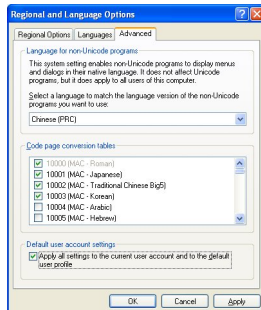 Regional and Language Options
Regional Options Languages Advanced
Language for non-Unicode programs
This system setting enables non-Unicode programs to display menus
and dialogs in their native language. It does not affect Unicode
programs, but it does apply to all users of this computer.
Select a language to match the language version of the non-Unicode
programs you want to use:
Chinese (PRC)
Code page conversion tables
10000 (MAC - Roman)
10001 (MAC - Japanese)
10002 (MAC - Traditional Chinese Big5)
10003 (MAC - Korean)
10004 (MAC - Arabic)
10005 (MAC - Hebrew)
Default user account settings
Apply all settings to the current user account and to the default
user profile
OK Cancel Apply